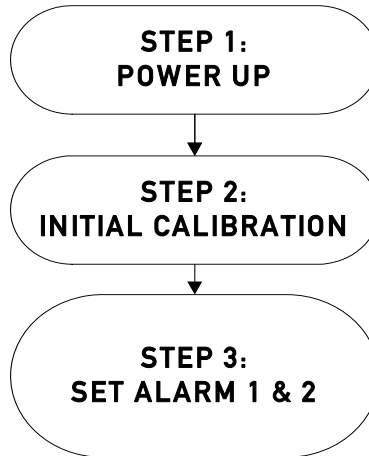 STEP 1:
POWER UP
STEP 2:
INITIAL CALIBRATION
STEP 3:
SET ALARM 1 & 2